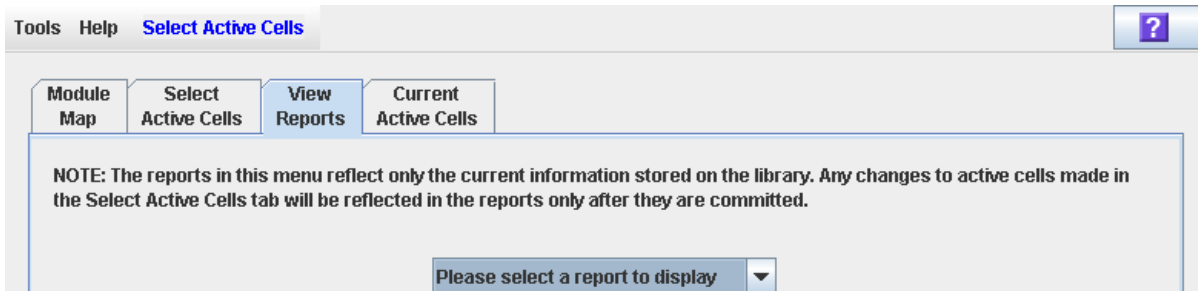 Tools Help Select Active Cells ?
Module Map Select Active Cells View Reports Current Active Cells
NOTE: The reports in this menu reflect only the current information stored on the library. Any changes to active cells made in
the Select Active Cells tab will be reflected in the reports only after they are committed.
Please select a report to display